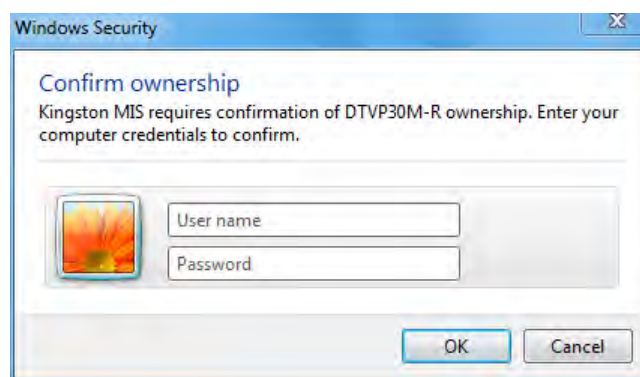 Windows Security
Confirm ownership
Kingston MIS requires confirmation of DTVP30M-R ownership. Enter your
computer credentials to confirm.
User name
Password
OK
Cancel